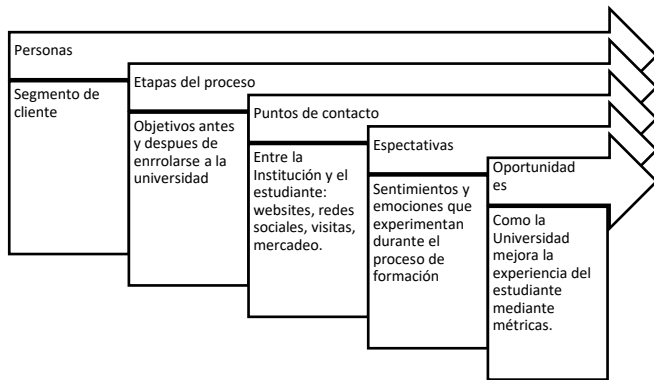 Personas
Segmento de
cliente
Etapas del proceso
Objetivos antes
y despues de
enrrolarse a la
universidad
Puntos de contacto
Entre la
Institución y el
estudiante:
websites, redes
sociales, visitas,
mercadeo.
Espectativas
Sentimientos y
emociones que
experimentan
durante el
proceso de
formación
Oportunidad
es
Como la
Universidad
mejora la
experiencia del
estudiante
mediante
métricas.